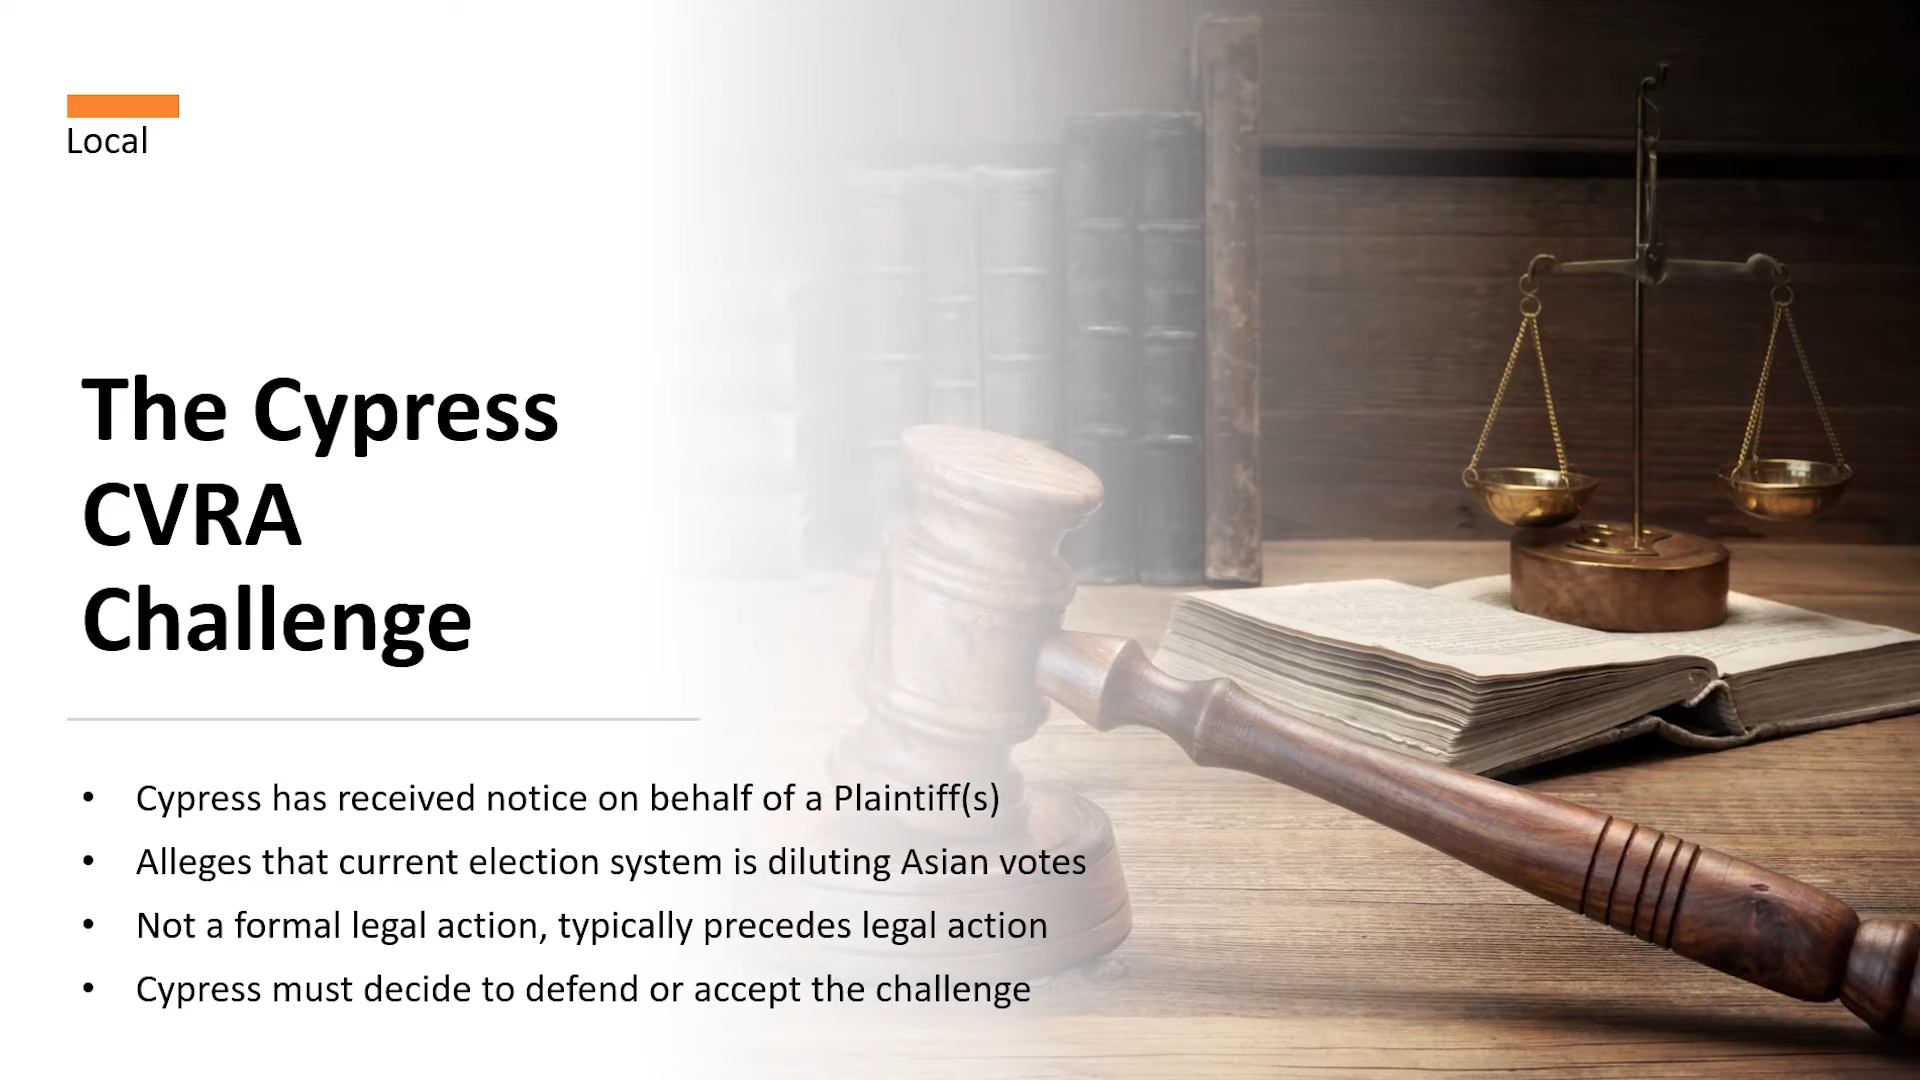 Local
The Cypress
CVRA
Challenge
• Cypress has received notice on behalf of a Plaintiff(s)
• Alleges that current election system is diluting Asian votes
• Not a formal legal action, typically precedes legal action
• Cypress must decide to defend or accept the challenge